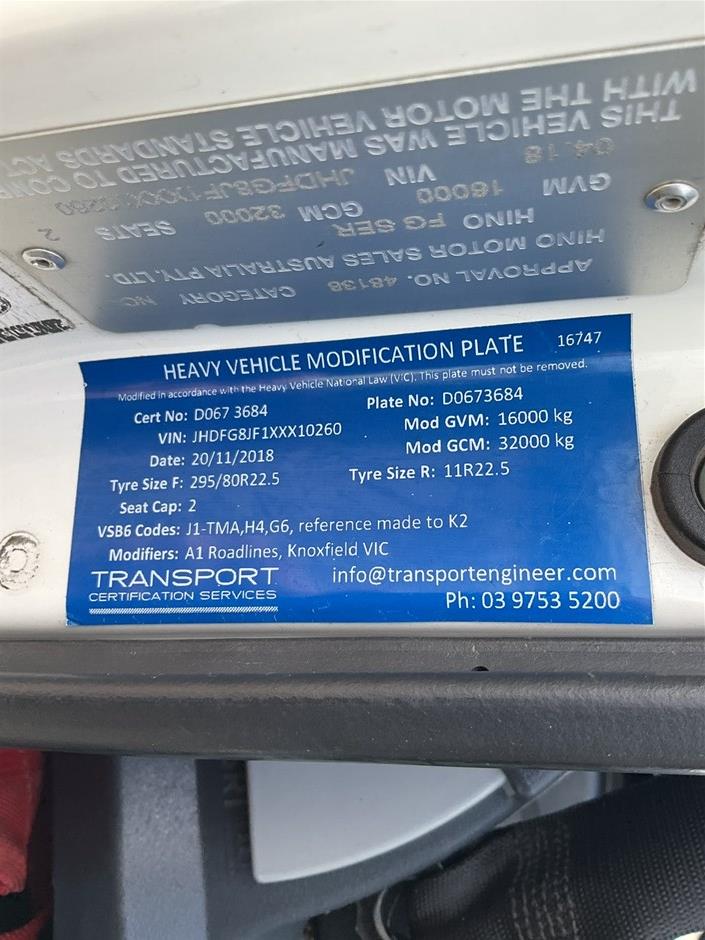 APPROVAL NO. 48138 CATEGORY NC
HINO MOTOR SALES AUSTRALIA PTY. LTD.
HINO FG SER
GVM 16000 GCM 32000 SEATS 2
04.18 VIN
THIS VEHICLE WAS MANUFACTURED TO
WITH THE MOTOR VEHICLE STANDARDS ACT
HEAVY VEHICLE MODIFICATION PLATE 16747
Modified in accordance with the Heavy Vehicle National Law (VIC). This plate must not be removed.
Cert No: D067 3684 Plate No: D0673684
VIN: JHDFG8JF1XXX10260 Mod GVM: 16000 kg
Date: 20/11/2018 Mod GCM: 32000 kg
Tyre Size F: 295/80R22.5 Tyre Size R: 11R22.5
Seat Cap: 2
VSB6 Codes: J1-TMA,H4,G6, reference made to K2
Modifiers: A1 Roadlines, Knoxfield VIC
TRANSPORT info@transportengineer.com
CERTIFICATION SERVICES Ph: 03 9753 5200